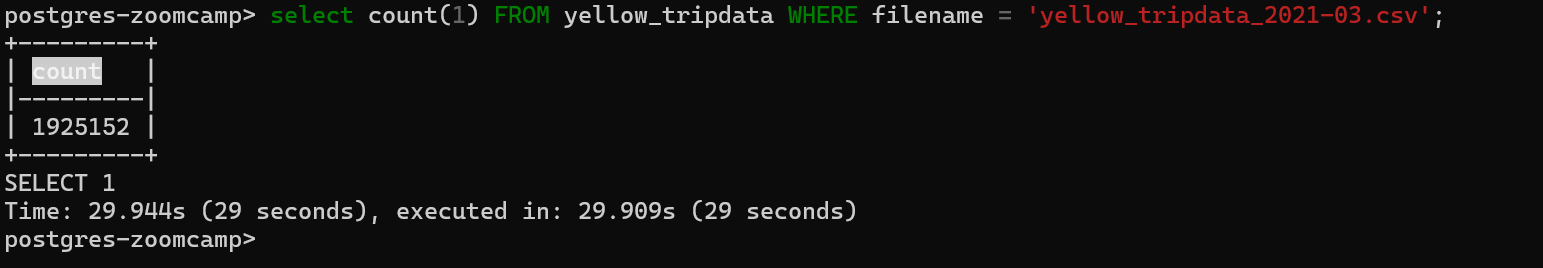 postgres-zoomcamp> select count(1) FROM yellow_tripdata WHERE filename = 'yellow_tripdata_2021-03.csv';
+---------+
| count   |
|---------|
| 1925152 |
+---------+
SELECT 1
Time: 29.944s (29 seconds), executed in: 29.909s (29 seconds)
postgres-zoomcamp>